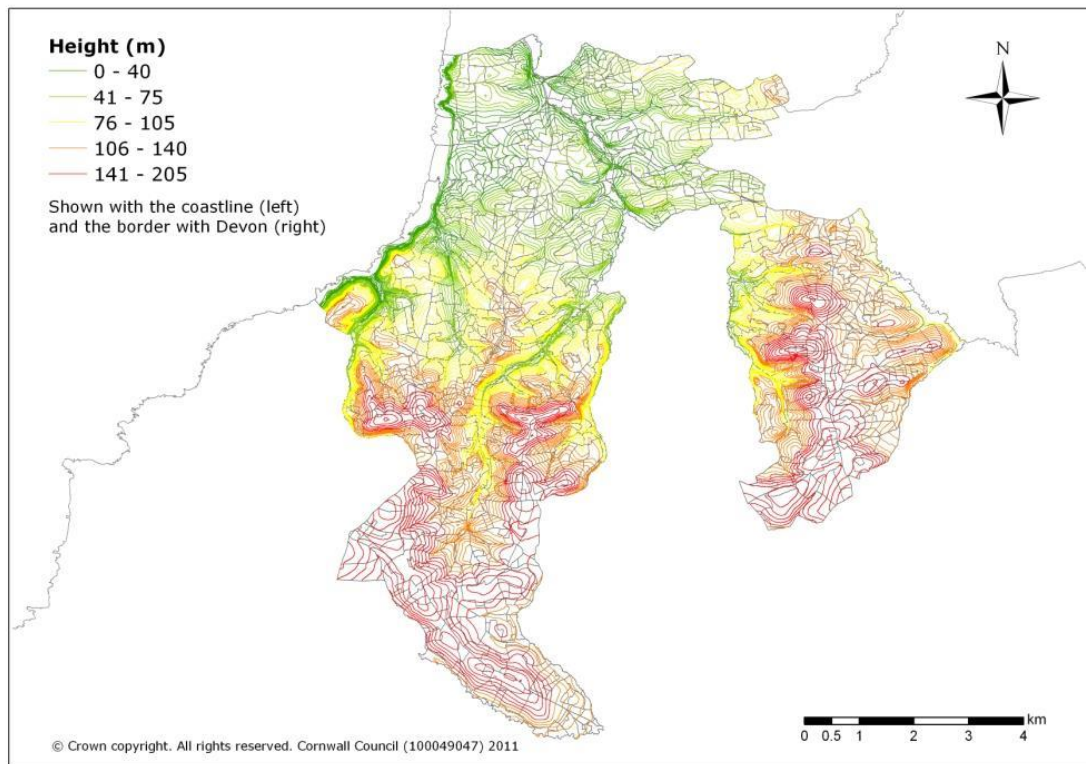 Height (m)
0 - 40
41 - 75
76 - 105
106 - 140
141 - 205
Shown with the coastline (left)
and the border with Devon (right)
N
km
0 0.5 1 2 3 4
© Crown copyright. All rights reserved. Cornwall Council (100049047) 2011